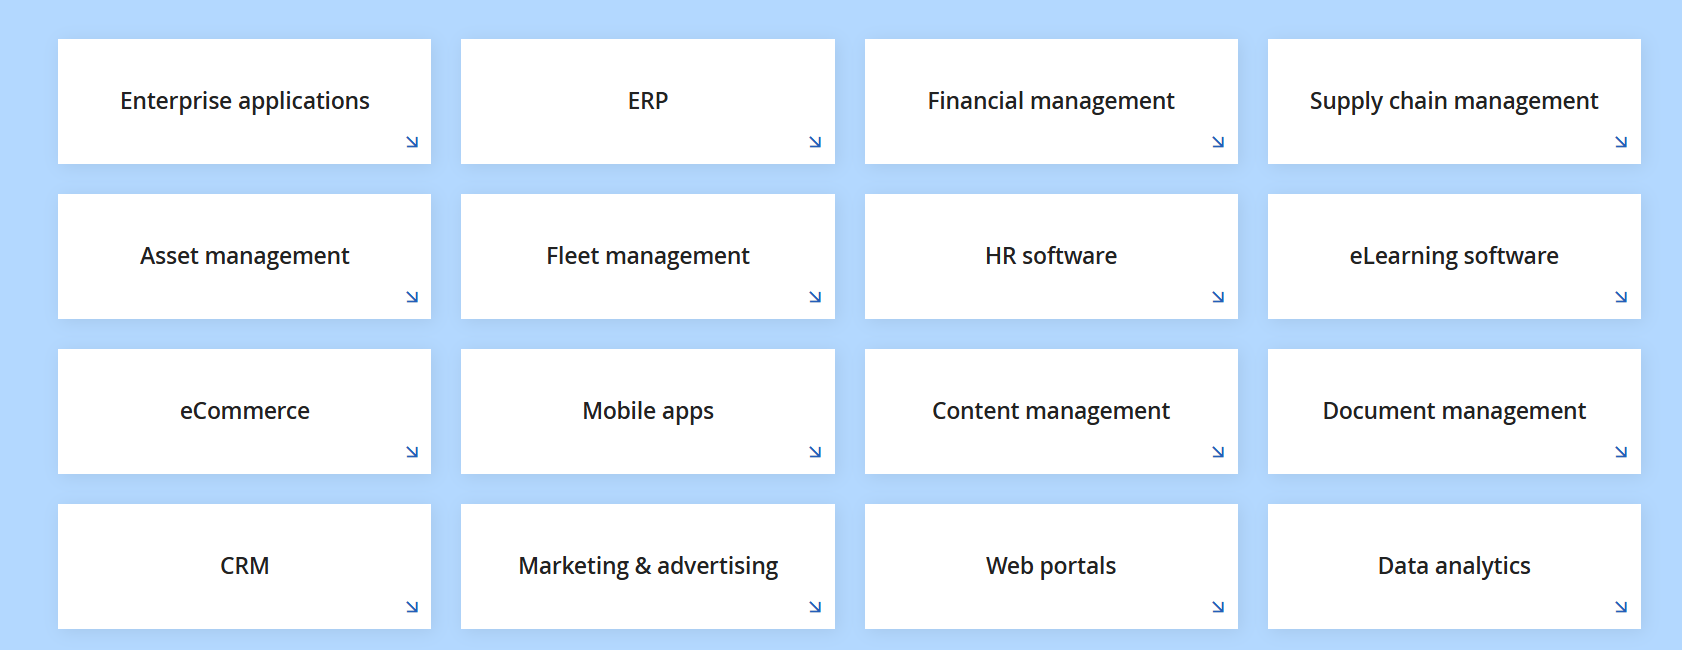 Enterprise applications
ERP
Financial management
Supply chain management
Asset management
Fleet management
HR software
eLearning software
eCommerce
Mobile apps
Content management
Document management
CRM
Marketing & advertising
Web portals
Data analytics